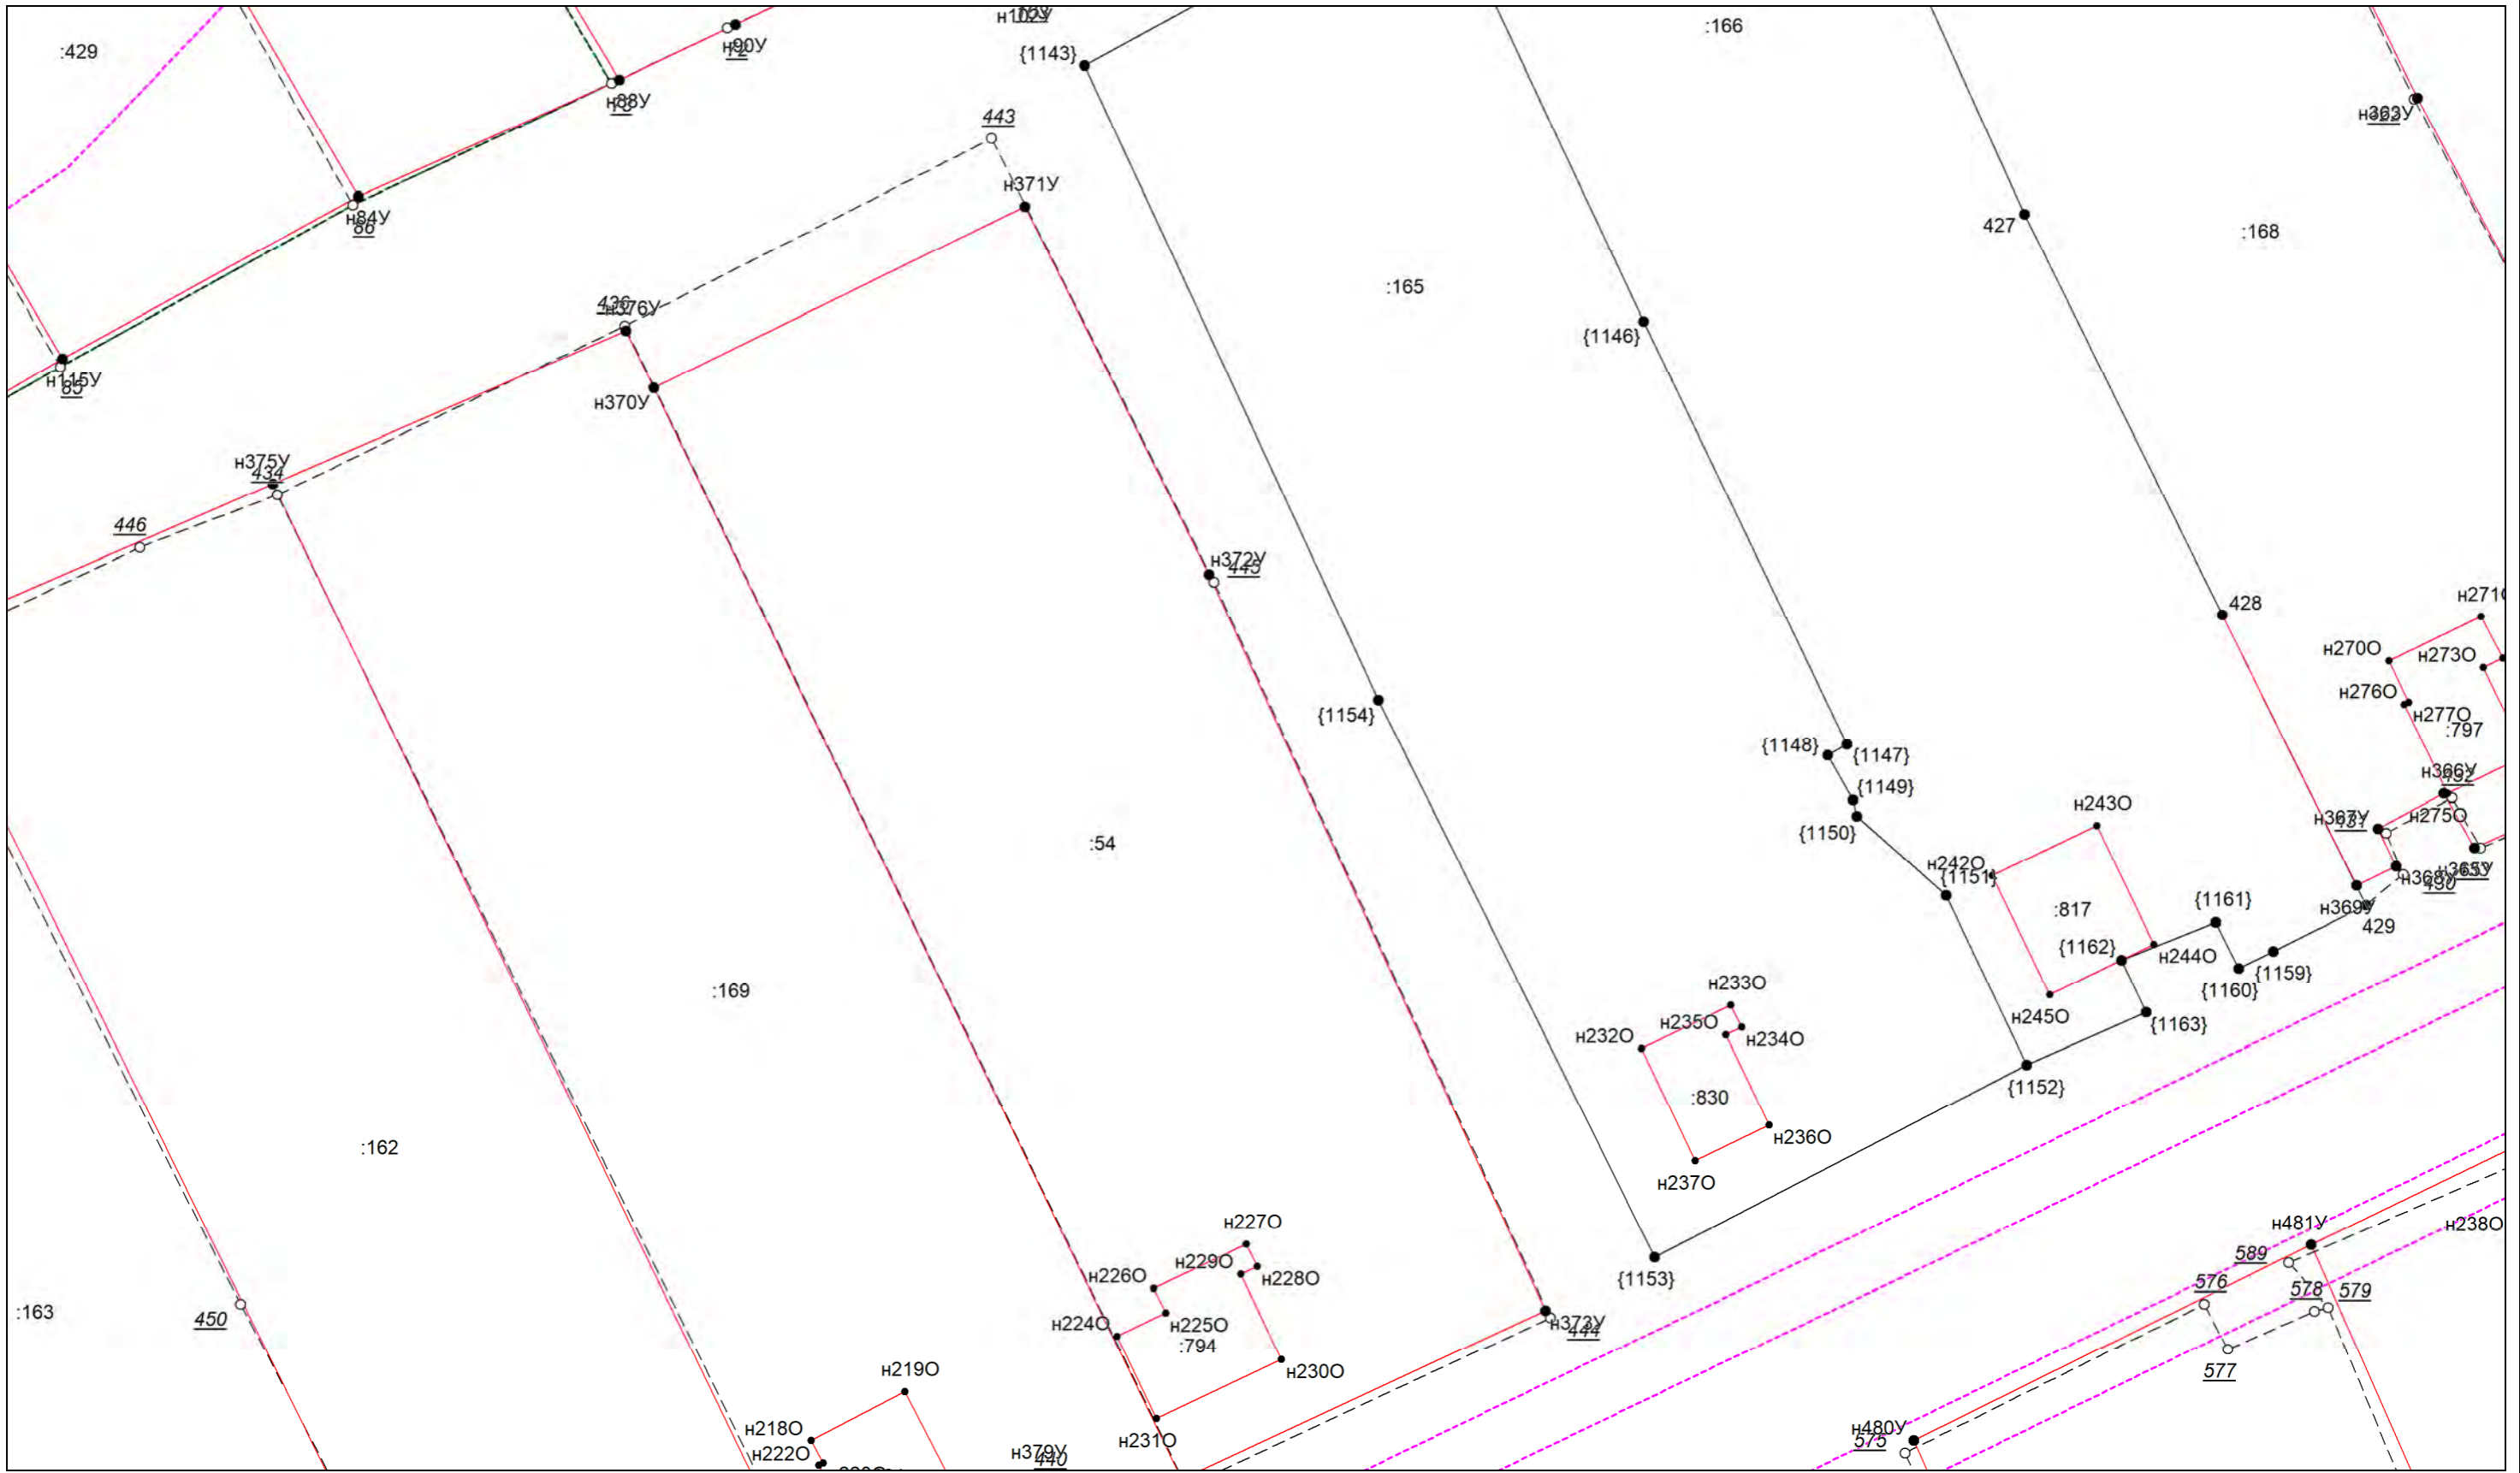 :429
н90У
{1143}
:166
н88У
443
н363У
н84У
86
н371У
427
:168
:165
н376У
{1146}
н115У
85
н370У
н375У
434
446
н372У
445
428
н271О
н270О
н273О
н276О
н277О
:797
{1154}
{1148}
{1147}
{1149}
{1150}
н243О
н366У
н367У
н275О
:54
н242О
{1151}
:817
{1161}
н369У
429
{1162}
н244О
{1159}
{1160}
н245О
{1163}
:169
н233О
н235О
н232О
н234О
:830
н236О
н237О
{1152}
:162
:163
450
н227О
н229О
н226О
н228О
н224О
н225О
:794
н230О
н231О
{1153}
н373У
444
н481У
н238О
589
576
578
579
577
н219О
н218О
н222О
н379У
440
н480У
575